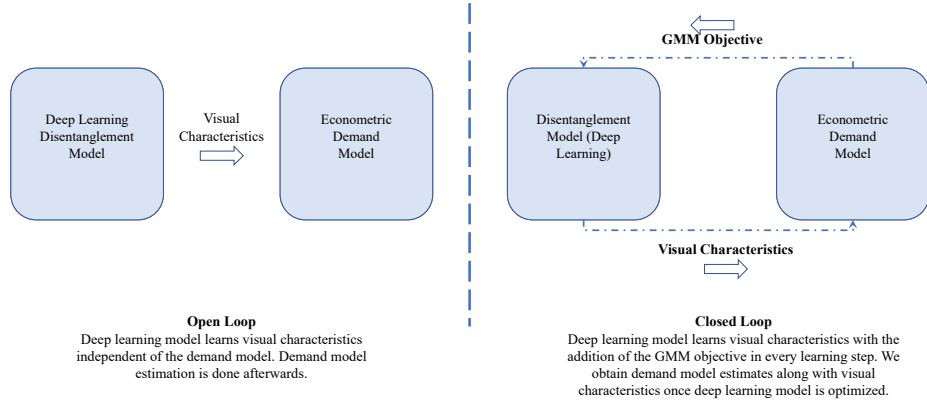 Deep Learning
Disentanglement
Model
Visual
Characteristics
Econometric
Demand
Model
Open Loop
Deep learning model learns visual characteristics
independent of the demand model. Demand model
estimation is done afterwards.
GMM Objective
Disentanglement
Model (Deep
Learning)
Econometric
Demand
Model
Visual Characteristics
Closed Loop
Deep learning model learns visual characteristics with the
addition of the GMM objective in every learning step. We
obtain demand model estimates along with visual
characteristics once deep learning model is optimized.